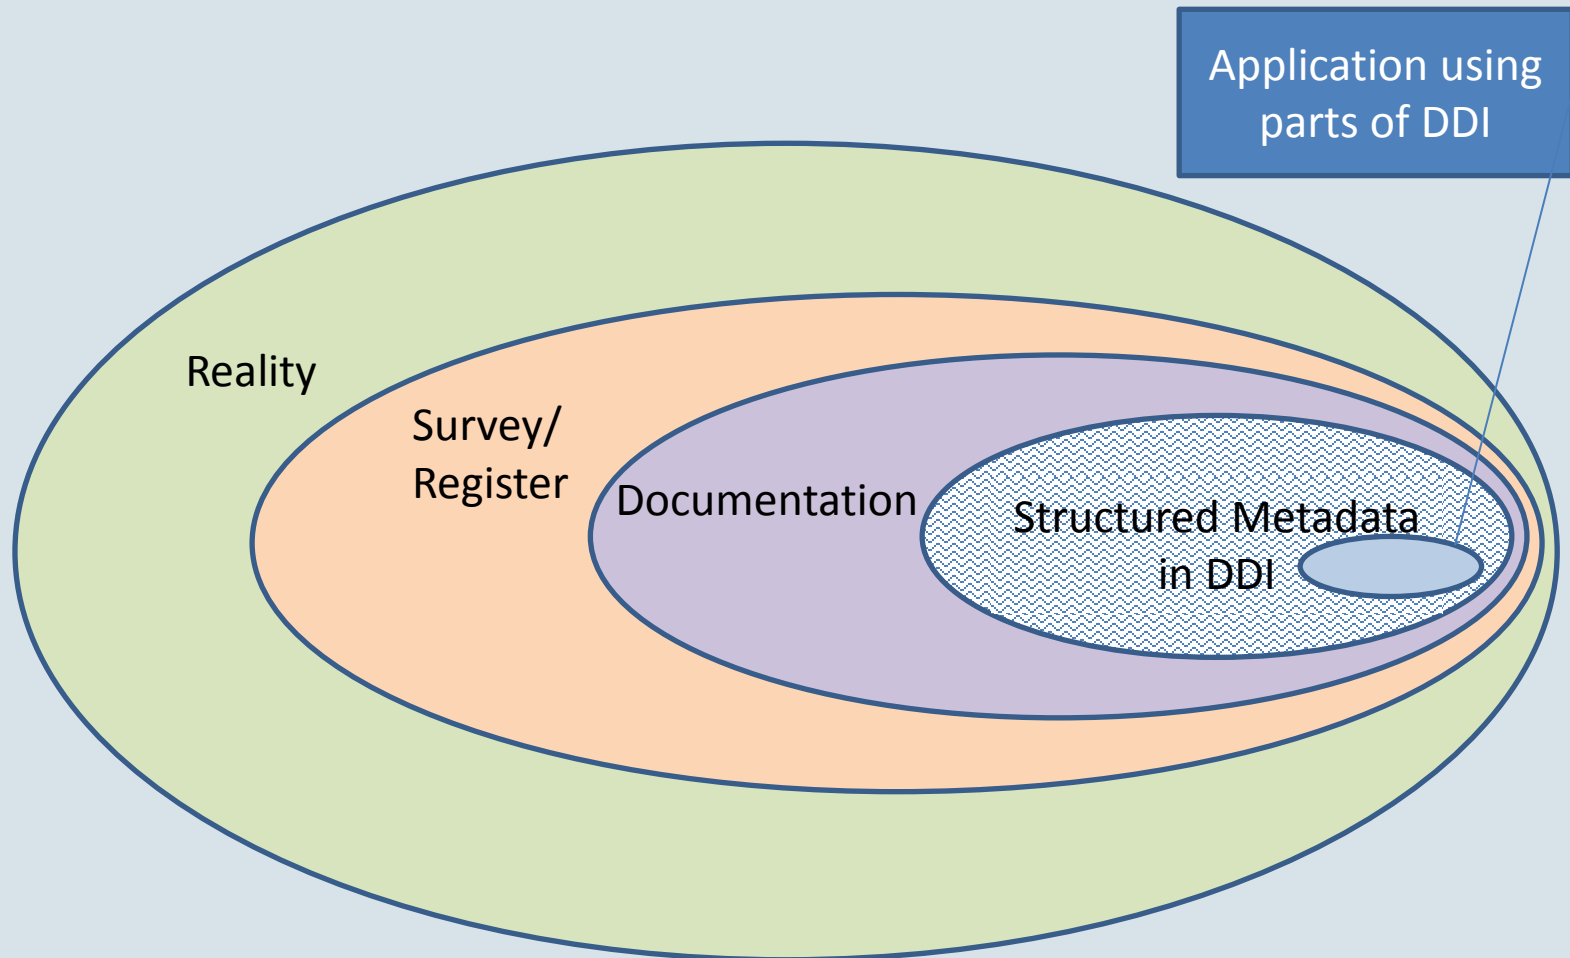 Application using
parts of DDI
Reality
Survey/
Register
Documentation
Structured Metadata
in DDI